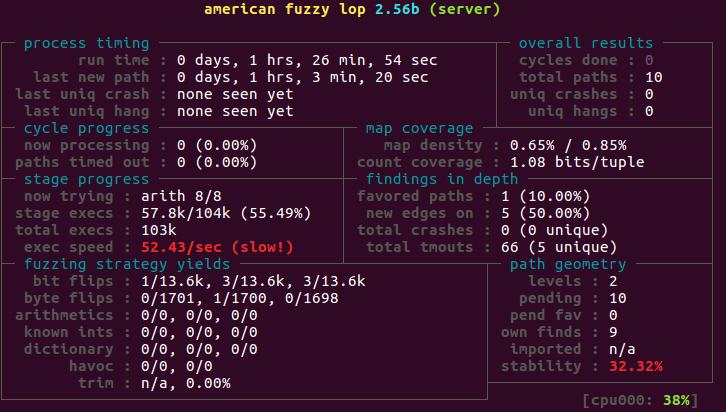 american fuzzy lop 2.56b (server)
process timing overall results
run time : 0 days, 1 hrs, 26 min, 54 sec cycles done : 0
last new path : 0 days, 1 hrs, 3 min, 20 sec total paths : 10
last uniq crash : none seen yet uniq crashes : 0
last uniq hang : none seen yet uniq hangs : 0
cycle progress map coverage
now processing : 0 (0.00%) map density : 0.65% / 0.85%
paths timed out : 0 (0.00%) count coverage : 1.08 bits/tuple
stage progress findings in depth
now trying : arith 8/8 favored paths : 1 (10.00%)
stage execs : 57.8k/104k (55.49%) new edges on : 5 (50.00%)
total execs : 103k total crashes : 0 (0 unique)
exec speed : 52.43/sec (slow!) total tmouts : 66 (5 unique)
fuzzing strategy yields path geometry
bit flips : 1/13.6k, 3/13.6k, 3/13.6k levels : 2
byte flips : 0/1701, 1/1700, 0/1698 pending : 10
arithmetics : 0/0, 0/0, 0/0 pend fav : 0
known ints : 0/0, 0/0, 0/0 own finds : 9
dictionary : 0/0, 0/0, 0/0 imported : n/a
havoc : 0/0, 0/0 stability : 32.32%
trim : n/a, 0.00%
[cpu000: 38%]